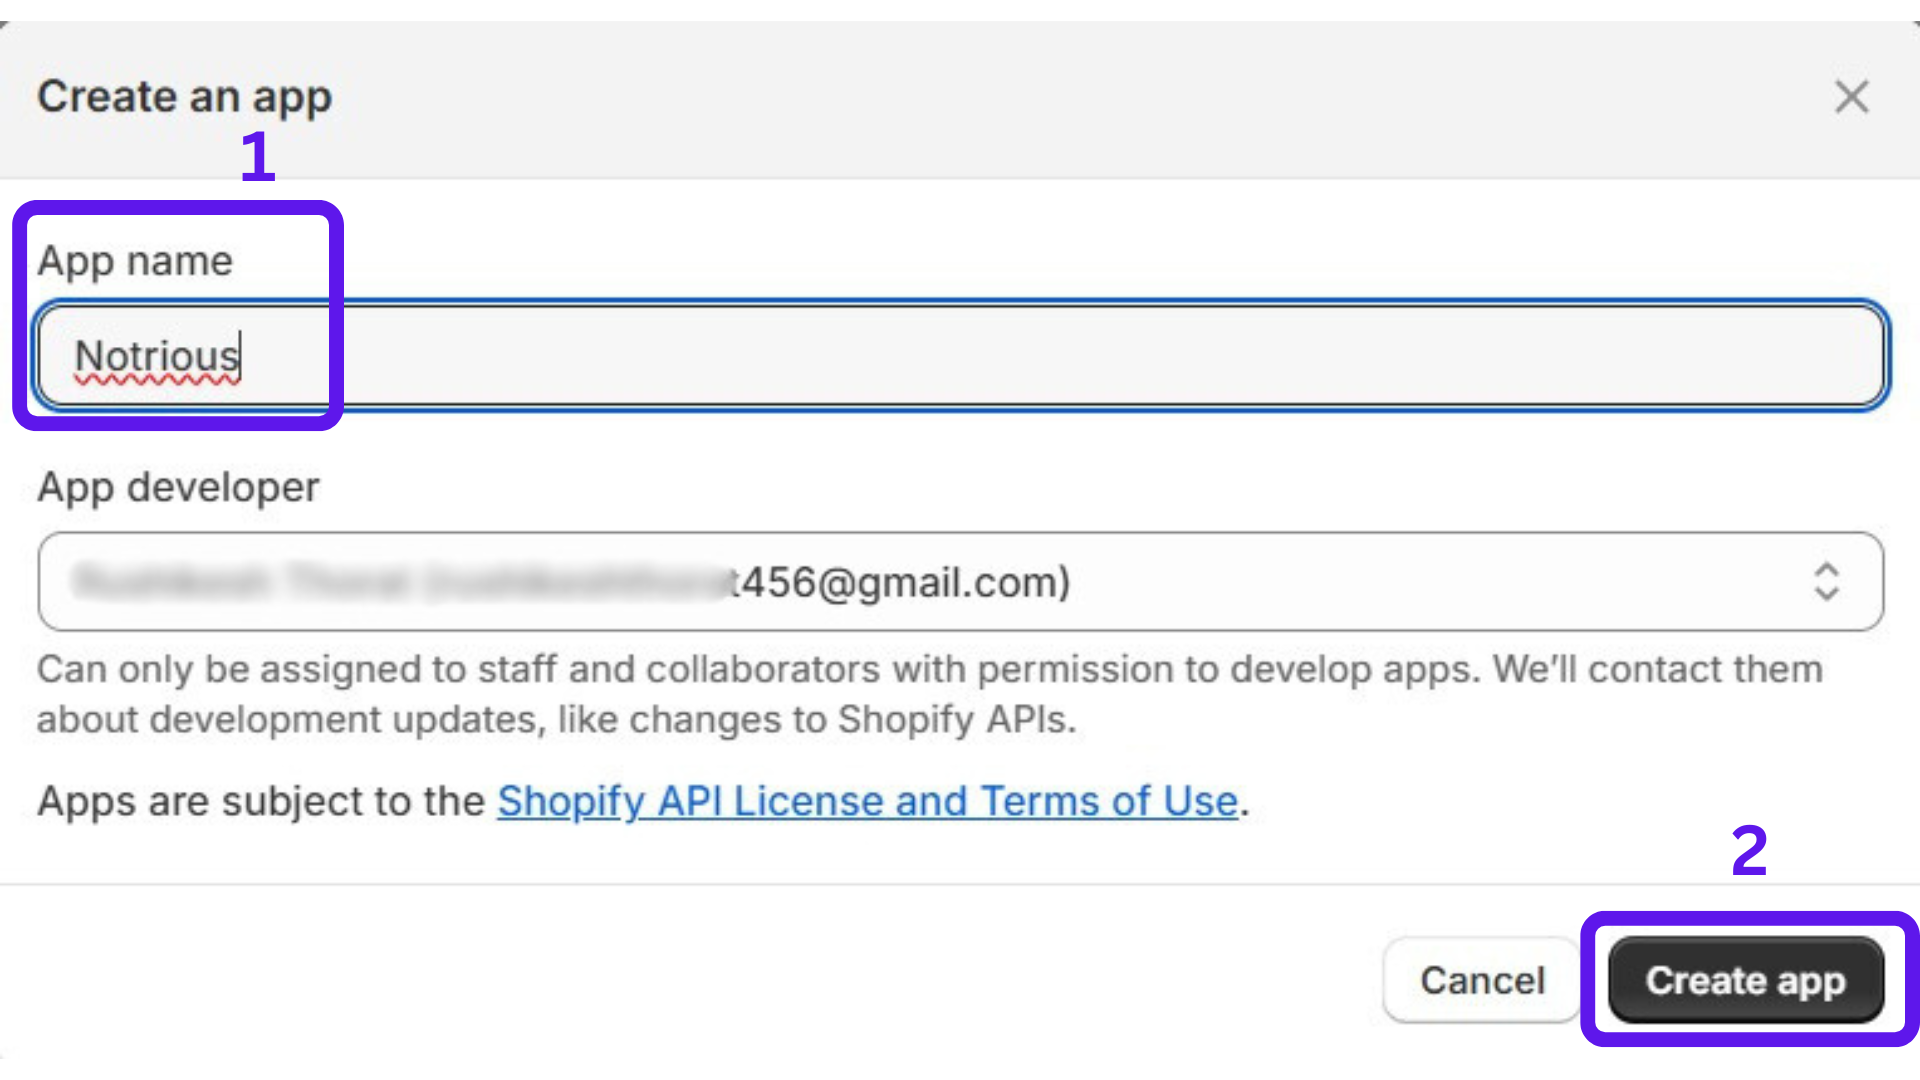 Create an app
1
App name
Notrious
App developer
t456@gmail.com)
Can only be assigned to staff and collaborators with permission to develop apps. We’ll contact them
about development updates, like changes to Shopify APIs.
Apps are subject to the Shopify API License and Terms of Use.
2
Cancel
Create app